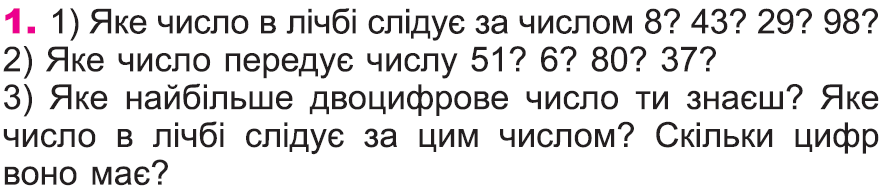 1. 1) Яке число в лічбі слідує за числом 8? 43? 29? 98?
2) Яке число передує числу 51? 6? 80? 37?
3) Яке найбільше двоцифрове число ти знаєш? Яке
число в лічбі слідує за цим числом? Скільки цифр
воно має?